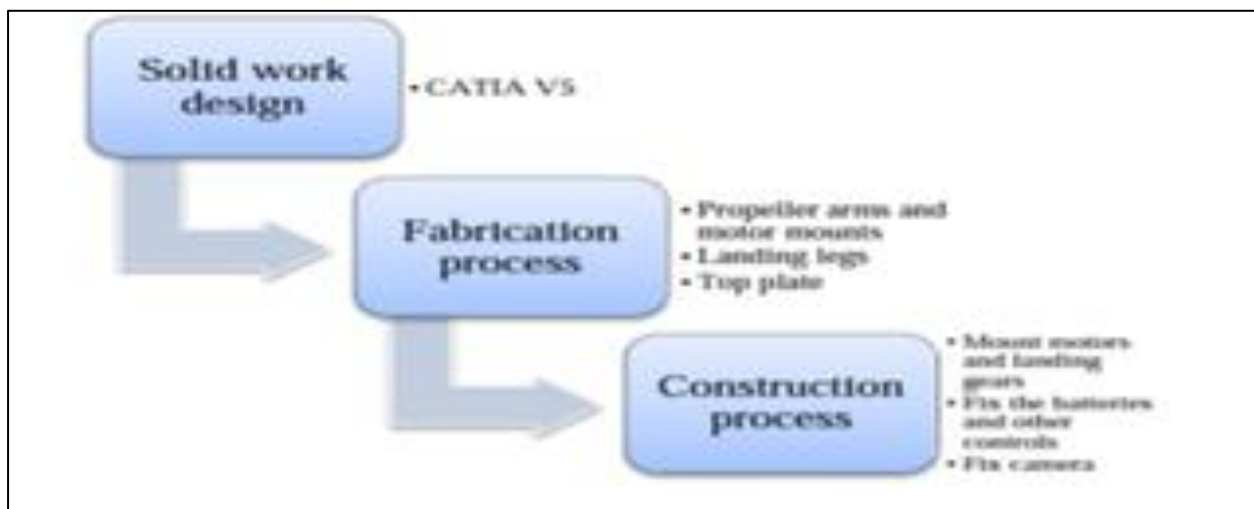 Solid work
design
• CATIA V5
Fabrication
process
• Propeller arms and
motor mounts
• Landing legs
• Top plate
Construction
process
• Mount motors
and landing
gears
• Fix the batteries
and other
controls
• Fix camera